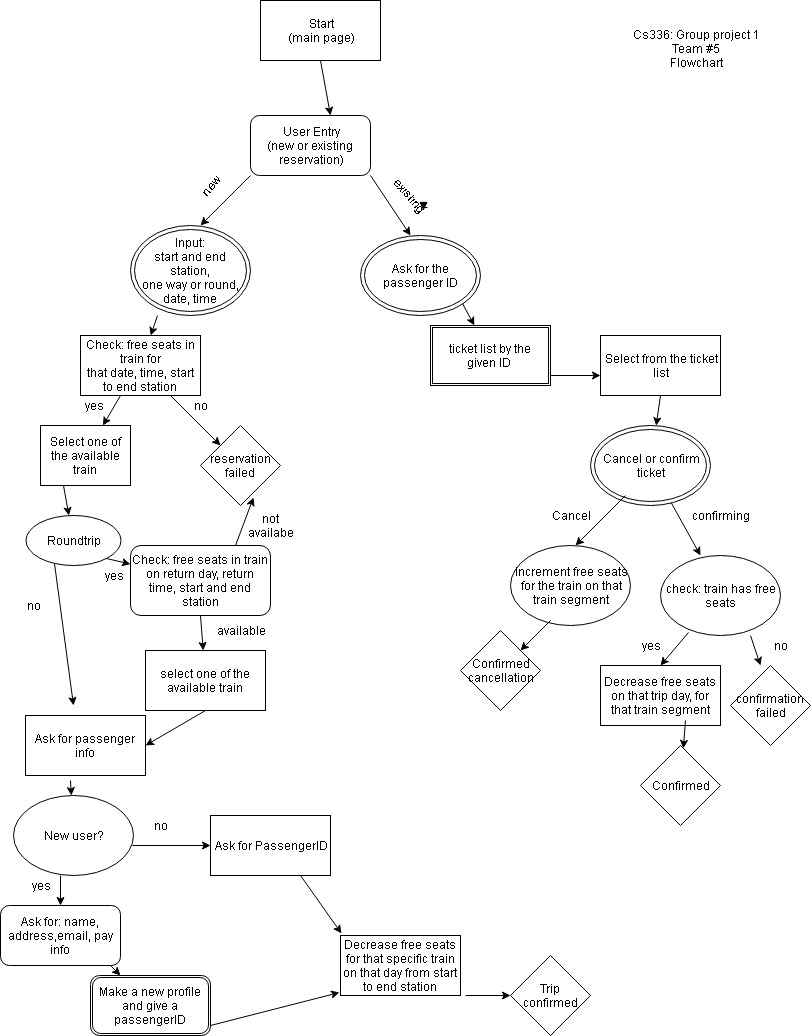 Start
(main page)
Cs336: Group project 1
Team #5
Flowchart
User Entry
(new or existing
reservation)
new
existing
Input:
start and end
station,
one way or round,
date, time
Ask for the
passenger ID
Check: free seats in
train for
that date, time, start
to end station
ticket list by the
given ID
Select from the ticket
list
yes
no
Select one of
the available
train
reservation
failed
Cancel or confirm
ticket
Cancel
confirming
not
availabe
Roundtrip
yes
Check: free seats in train
on return day, return
time, start and end
station
Increment free seats
for the train on that
train segment
check: train has free
seats
no
available
yes
no
select one of the
available train
Confirmed
cancellation
Decrease free seats
on that trip day, for
that train segment
confirmation
failed
Ask for passenger
info
Confirmed
New user?
no
Ask for PassengerID
yes
Ask for: name,
address,email, pay
info
Decrease free seats
for that specific train
on that day from start
to end station
Make a new profile
and give a
passengerID
Trip
confirmed